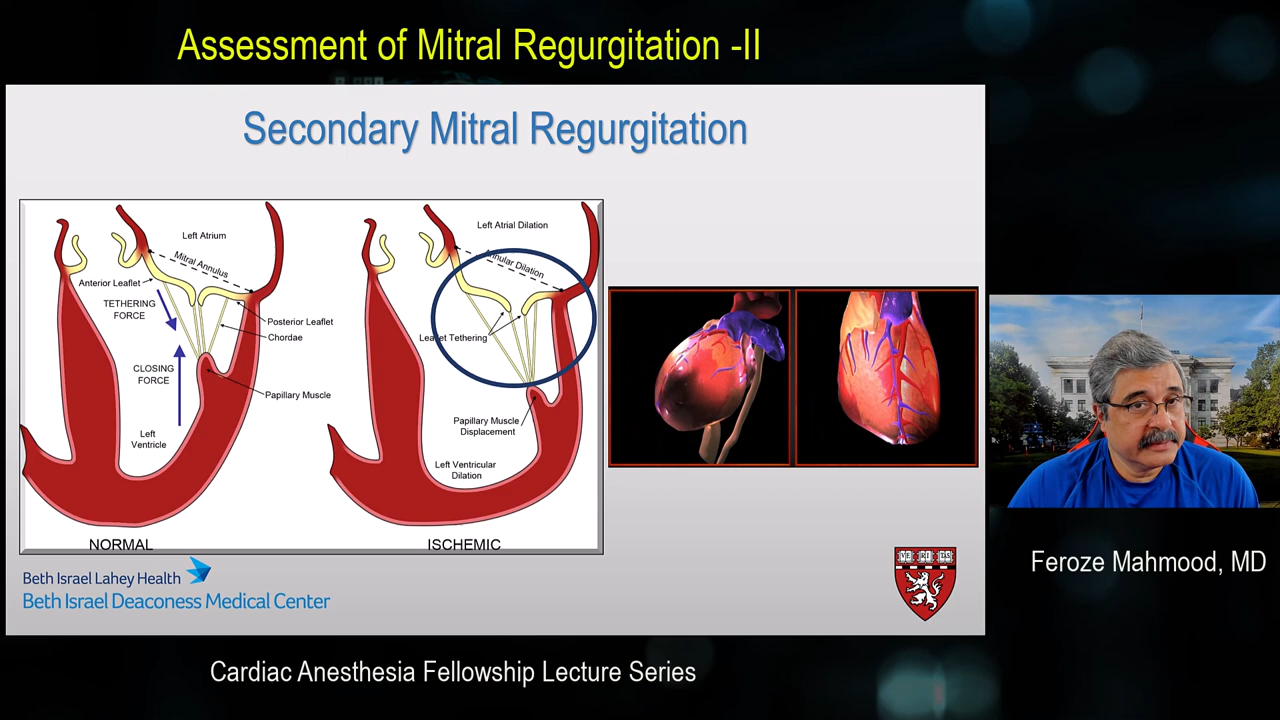 Assessment of Mitral Regurgitation -II
Secondary Mitral Regurgitation
Left Atrium
Mitral Annulus
Anterior Leaflet
TETHERING
FORCE
Posterior Leaflet
Chordae
CLOSING
FORCE
Papillary Muscle
Left
Ventricle
NORMAL
Left Atrial Dilation
Annular Dilation
Leaflet Tethering
Papillary Muscle
Displacement
Left Ventricular
Dilation
ISCHEMIC
Beth Israel Lahey Health
Beth Israel Deaconess Medical Center
VE RI TAS
Feroze Mahmood, MD
Cardiac Anesthesia Fellowship Lecture Series